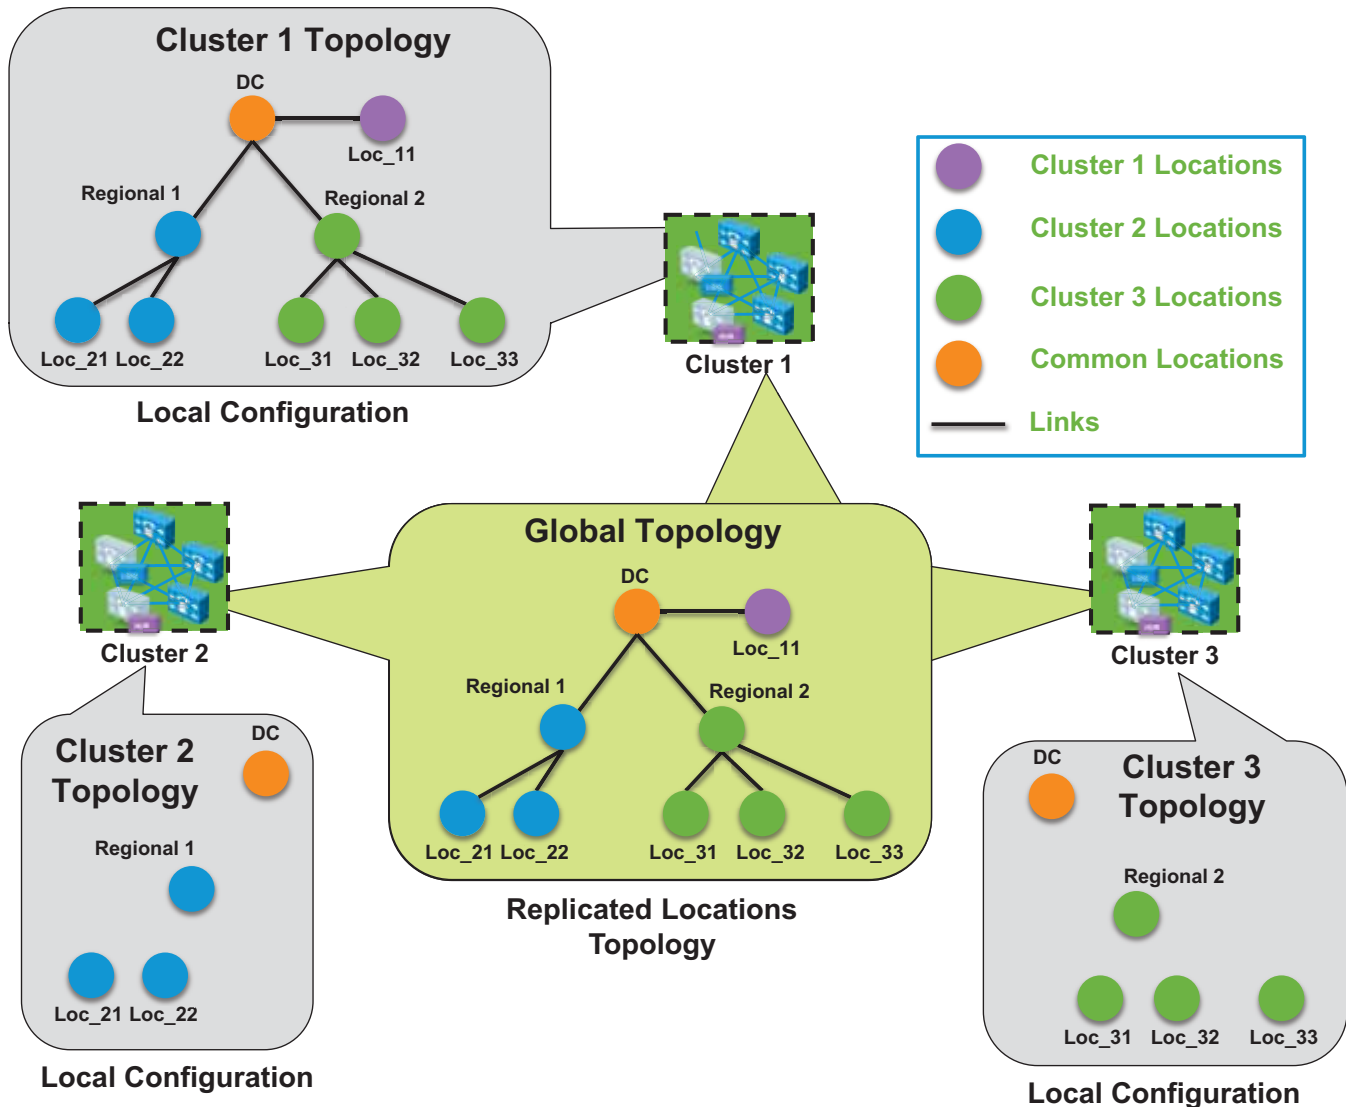 Cluster 1 Topology
DC
Loc_11
Regional 1
Regional 2
Loc_21
Loc_22
Loc_31
Loc_32
Loc_33
Local Configuration
Cluster 1
Cluster 1 Locations
Cluster 2 Locations
Cluster 3 Locations
Common Locations
Links
Cluster 2
Global Topology
DC
Loc_11
Regional 1
Regional 2
Loc_21
Loc_22
Loc_31
Loc_32
Loc_33
Replicated Locations
Topology
Cluster 3
Cluster 2
Topology
DC
Regional 1
Loc_21
Loc_22
Local Configuration
DC
Cluster 3
Topology
Regional 2
Loc_31
Loc_32
Loc_33
Local Configuration